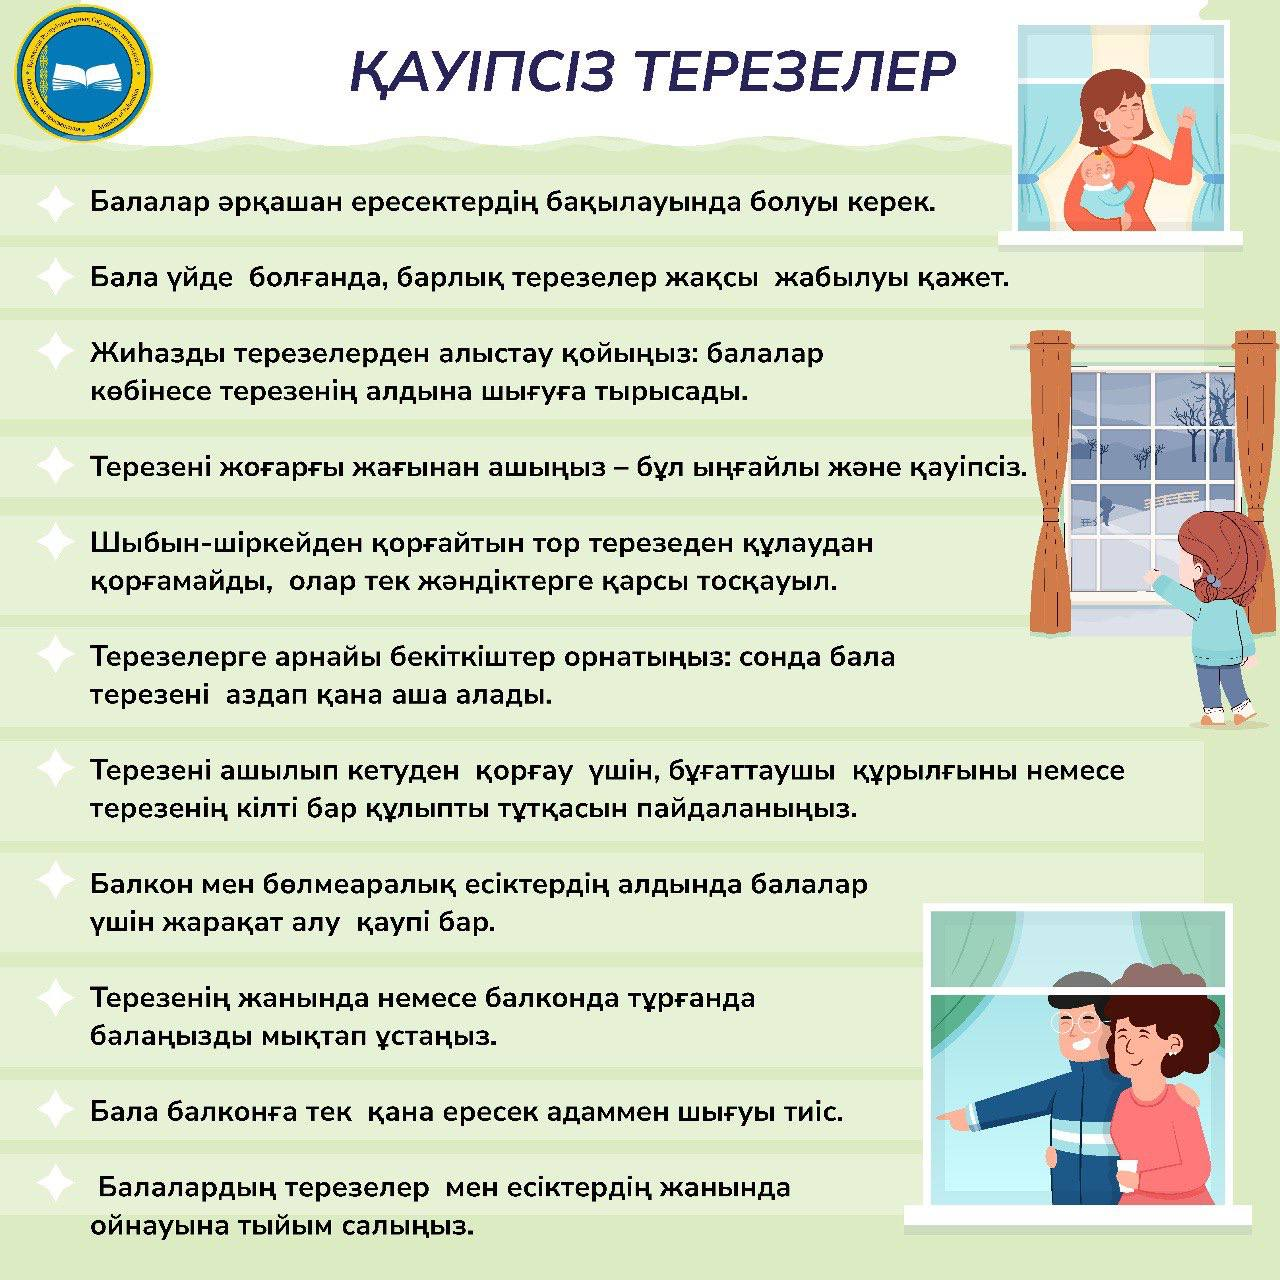 ҚАУІПСІЗ ТЕРЕЗЕЛЕР
Балалар әрқашан ересектердің бақылауында болуы керек.
Бала үйде болғанда, барлық терезелер жақсы жабылуы қажет.
Жиһазды терезелерден алыстау қойыңыз: балалар
көбінесе терезенің алдына шығуға тырысады.
Терезені жоғарғы жағынан ашыңыз – бұл ыңғайлы және қауіпсіз.
Шыбын-шіркейден қорғайтын тор терезеден құлаудан
қорғамайды, олар тек жәндіктерге қарсы тосқауыл.
Терезелерге арнайы бекіткіштер орнатыңыз: сонда бала
терезені аздап қана аша алады.
Терезені ашылып кетуден қорғау үшін, бұғаттаушы құрылғыны немесе
терезенің кілті бар құлыпты тұтқасын пайдаланыңыз.
Балкон мен бөлмеаралық есіктердің алдында балалар
үшін жарақат алу қаупі бар.
Терезенің жанында немесе балконда тұрғанда
балаңызды мықтап ұстаңыз.
Бала балконға тек қана ересек адаммен шығуы тиіс.
Балалардың терезелер мен есіктердің жанында
ойнауына тыйым салыңыз.